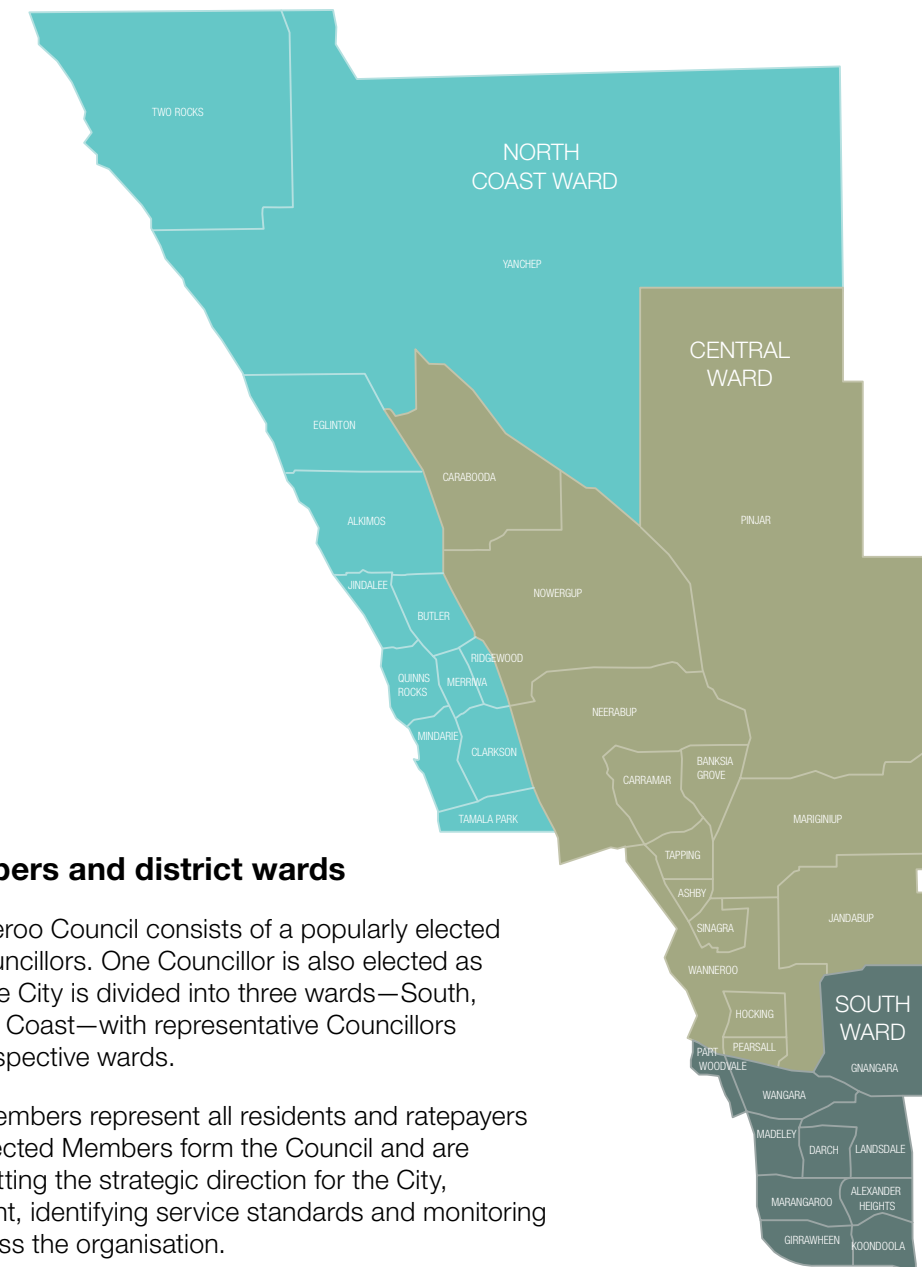 TWO ROCKS
NORTH
COAST WARD
YANCHEP
CENTRAL
WARD
EGLINTON
CARABOODA
ALKIMOS
PINJAR
JINDALEE
NOWERGUP
BUTLER
RIDGEWOOD
QUINNS
ROCKS
MERRIWA
NEERABUP
MINDARIE
CLARKSON
BANKSIA
GROVE
CARRAMAR
TAMALA PARK
MARIGINIUP
TAPPING
ASHBY
SINAGRA
JANDABUP
WANNEROO
HOCKING
SOUTH
WARD
PEARSALL
PART
WOODVALE
GNANGARA
WANGARA
MADELEY
DARCH
LANDSDALE
MARANGAROO
ALEXANDER
HEIGHTS
GIRRAWHEEN
KOONDOOLA
bers and district wards
eroo Council consists of a popularly elected
uncillors. One Councillor is also elected as
e City is divided into three wards—South,
Coast—with representative Councillors
spective wards.
embers represent all residents and ratepayers
ected Members form the Council and are
tting the strategic direction for the City,
nt, identifying service standards and monitoring
ss the organisation.